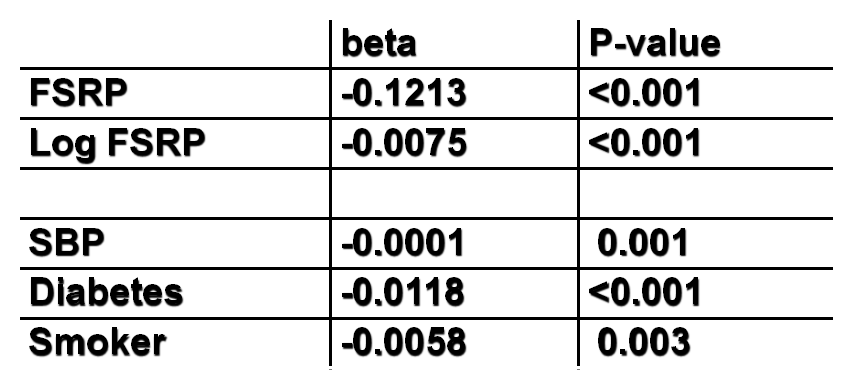 beta P-value
FSRP -0.1213 <0.001
Log FSRP -0.0075 <0.001
SBP -0.0001 0.001
Diabetes -0.0118 <0.001
Smoker -0.0058 0.003